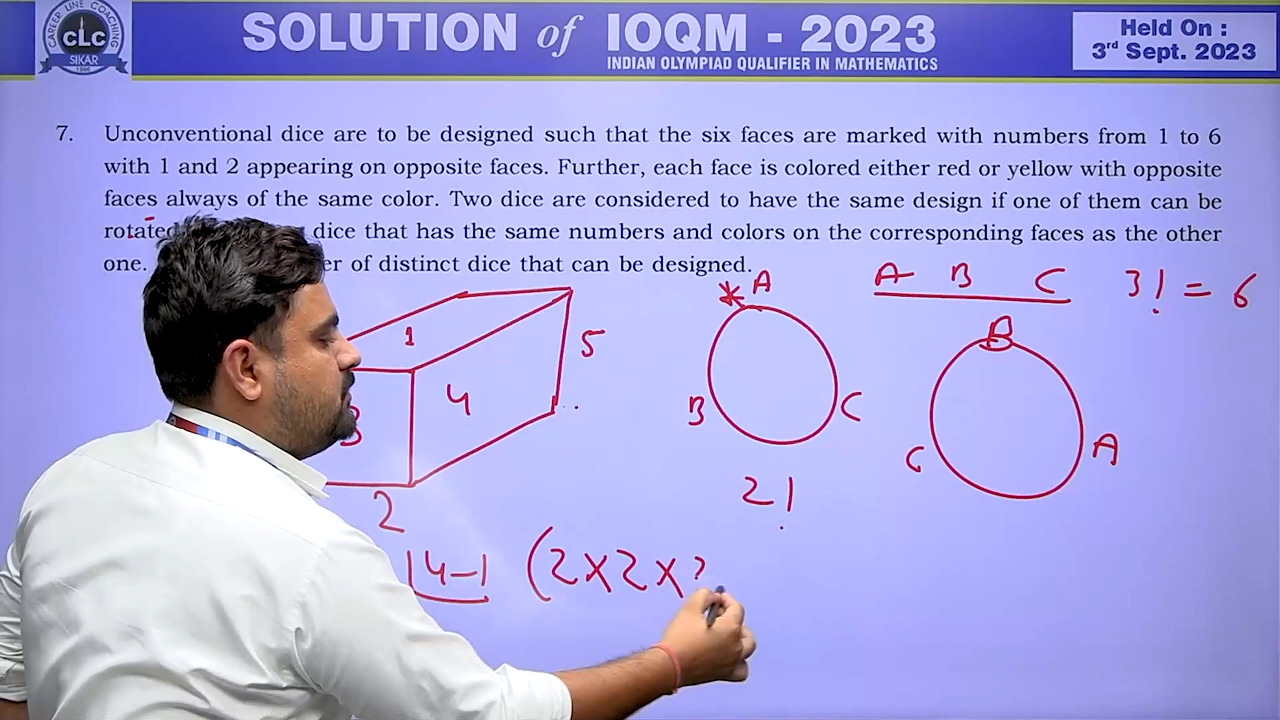 CAREER LINE COACHING
CLC
SIKAR
1996
SOLUTION of IOQM - 2023
INDIAN OLYMPIAD QUALIFIER IN MATHEMATICS
Held On :
3rd Sept. 2023
7. Unconventional dice are to be designed such that the six faces are marked with numbers from 1 to 6
with 1 and 2 appearing on opposite faces. Further, each face is colored either red or yellow with opposite
faces always of the same color. Two dice are considered to have the same design if one of them can be
rotated dice that has the same numbers and colors on the corresponding faces as the other
one. of distinct dice that can be designed.
A B C 3! = 6
* A
B
1
5
4
3
B C
C A
2
2!
4-1 (2×2×